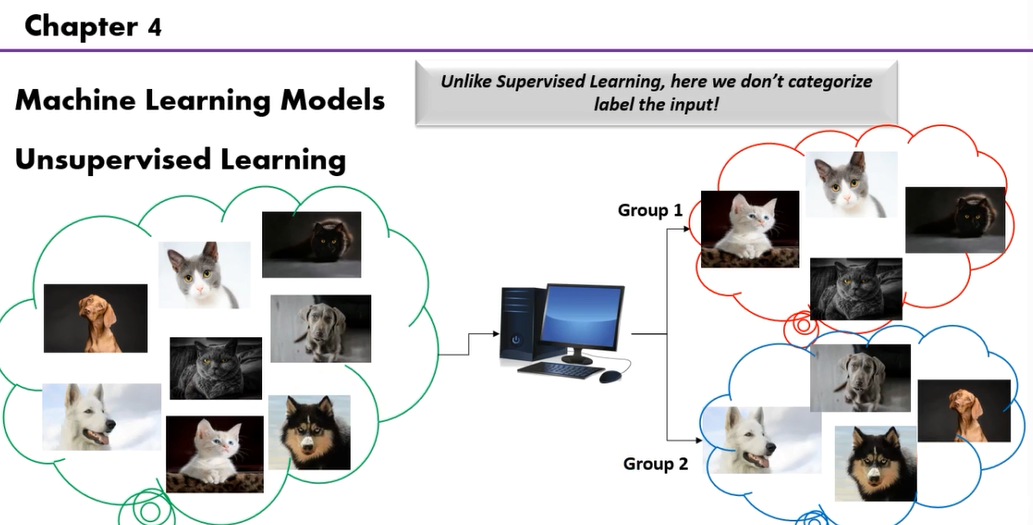 Chapter 4
Machine Learning Models
Unlike Supervised Learning, here we don't categorize
label the input!
Unsupervised Learning
Group 1
Group 2